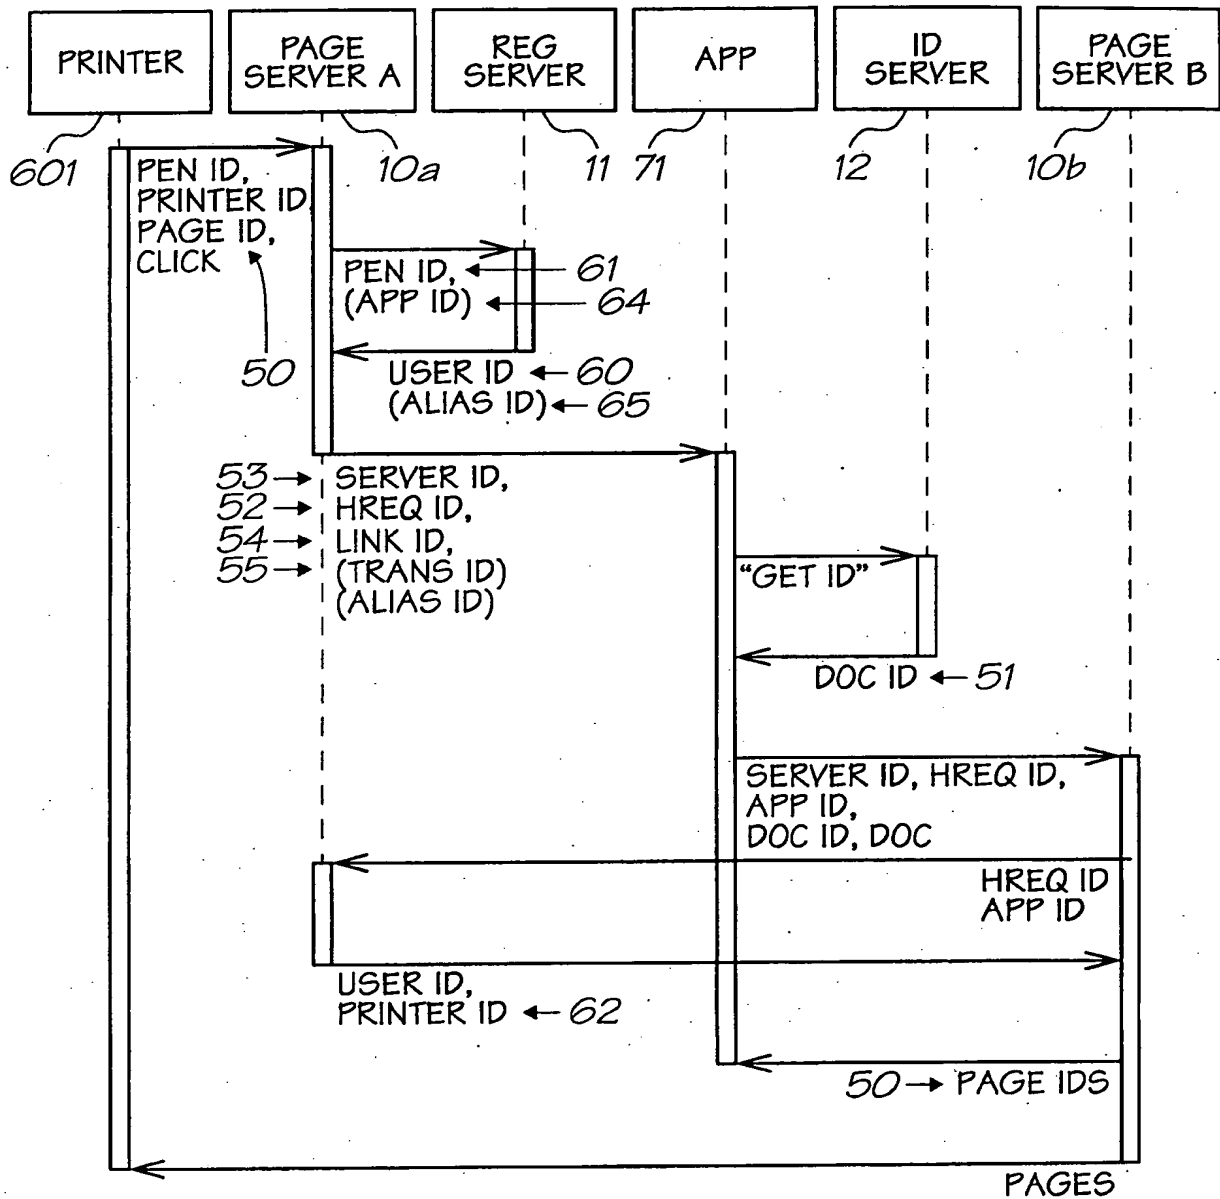 PRINTER
PAGE
SERVER A
REG
SERVER
APP
ID
SERVER
PAGE
SERVER B
601
10a
11
71
12
10b
PEN ID,
PRINTER ID
PAGE ID,
CLICK
50
PEN ID,
61
(APP ID)
64
USER ID
60
(ALIAS ID)
65
53
SERVER ID,
52
HREQ ID,
54
LINK ID,
55
(TRANS ID)
(ALIAS ID)
"GET ID"
DOC ID
51
SERVER ID, HREQ ID,
APP ID,
DOC ID, DOC
HREQ ID
APP ID
USER ID,
PRINTER ID
62
50
PAGE IDS
PAGES